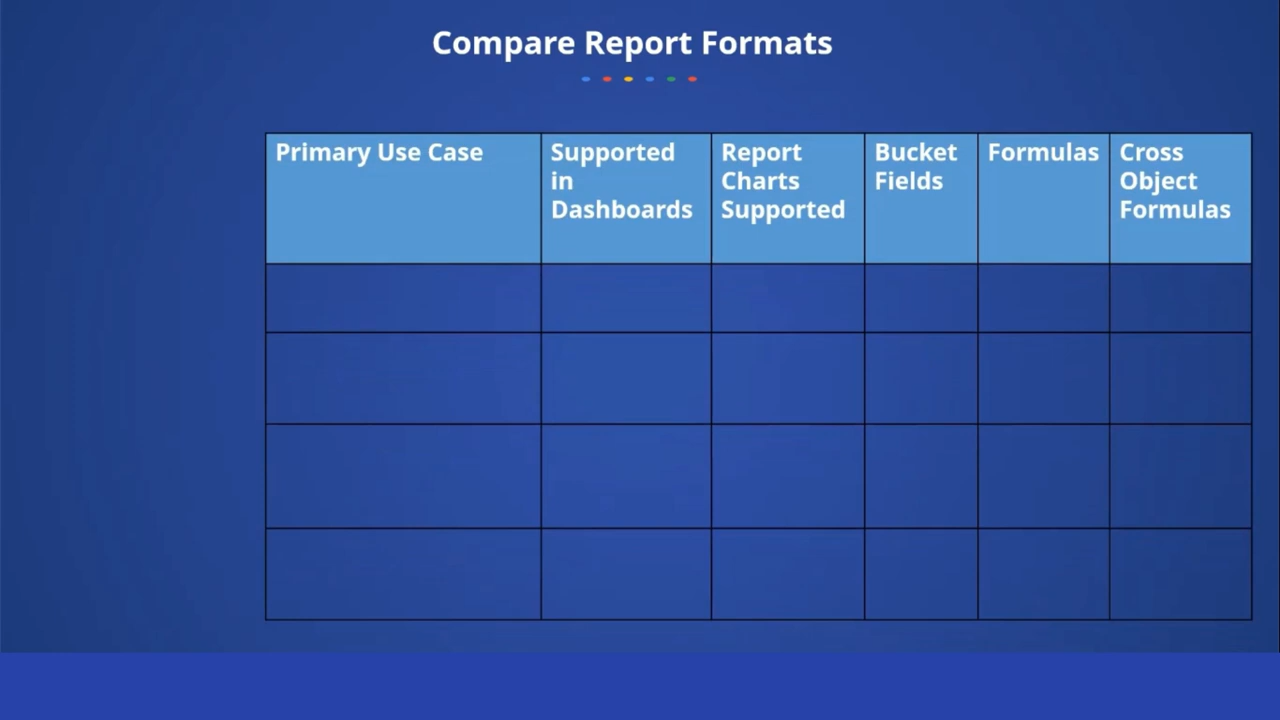 Compare Report Formats
Primary Use Case
Supported
in
Dashboards
Report
Charts
Supported
Bucket
Fields
Formulas
Cross
Object
Formulas